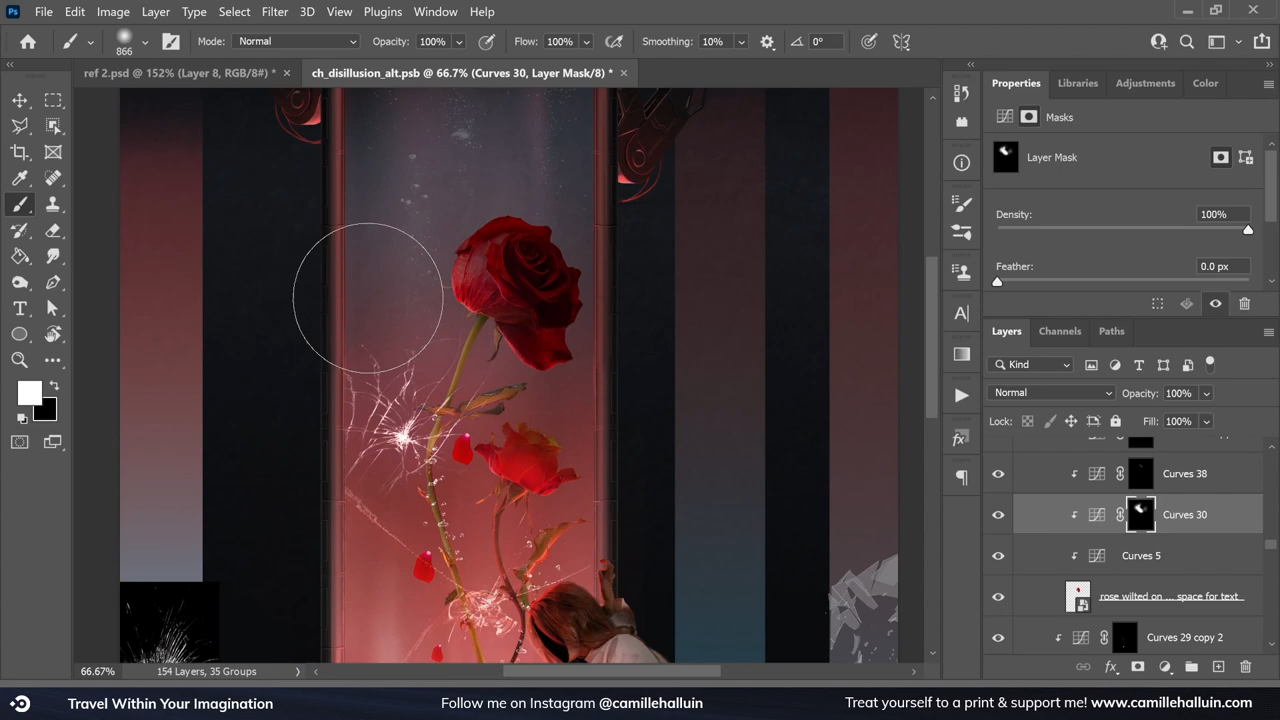 Ps File Edit Image Layer Type Select Filter 3D View Plugins Window Help
866 Mode: Normal Opacity: 100% Flow: 100% Smoothing: 10% 0°
ref 2.psd @ 152% (Layer 8, RGB/8#) * × ch_disillusion_alt.psb @ 66.7% (Curves 30, Layer Mask/8) * ×
Properties Libraries Adjustments Color
Masks
Layer Mask
Density: 100%
Feather: 0.0 px
Layers Channels Paths
Kind
Normal Opacity: 100%
Lock: Fill: 100%
Curves 38
Curves 30
Curves 5
rose wilted on ... space for text
Curves 29 copy 2
66.67% 154 Layers, 35 Groups
Travel Within Your Imagination
Follow me on Instagram @camillehalluin
Treat yourself to a print & support me! www.camillehalluin.com